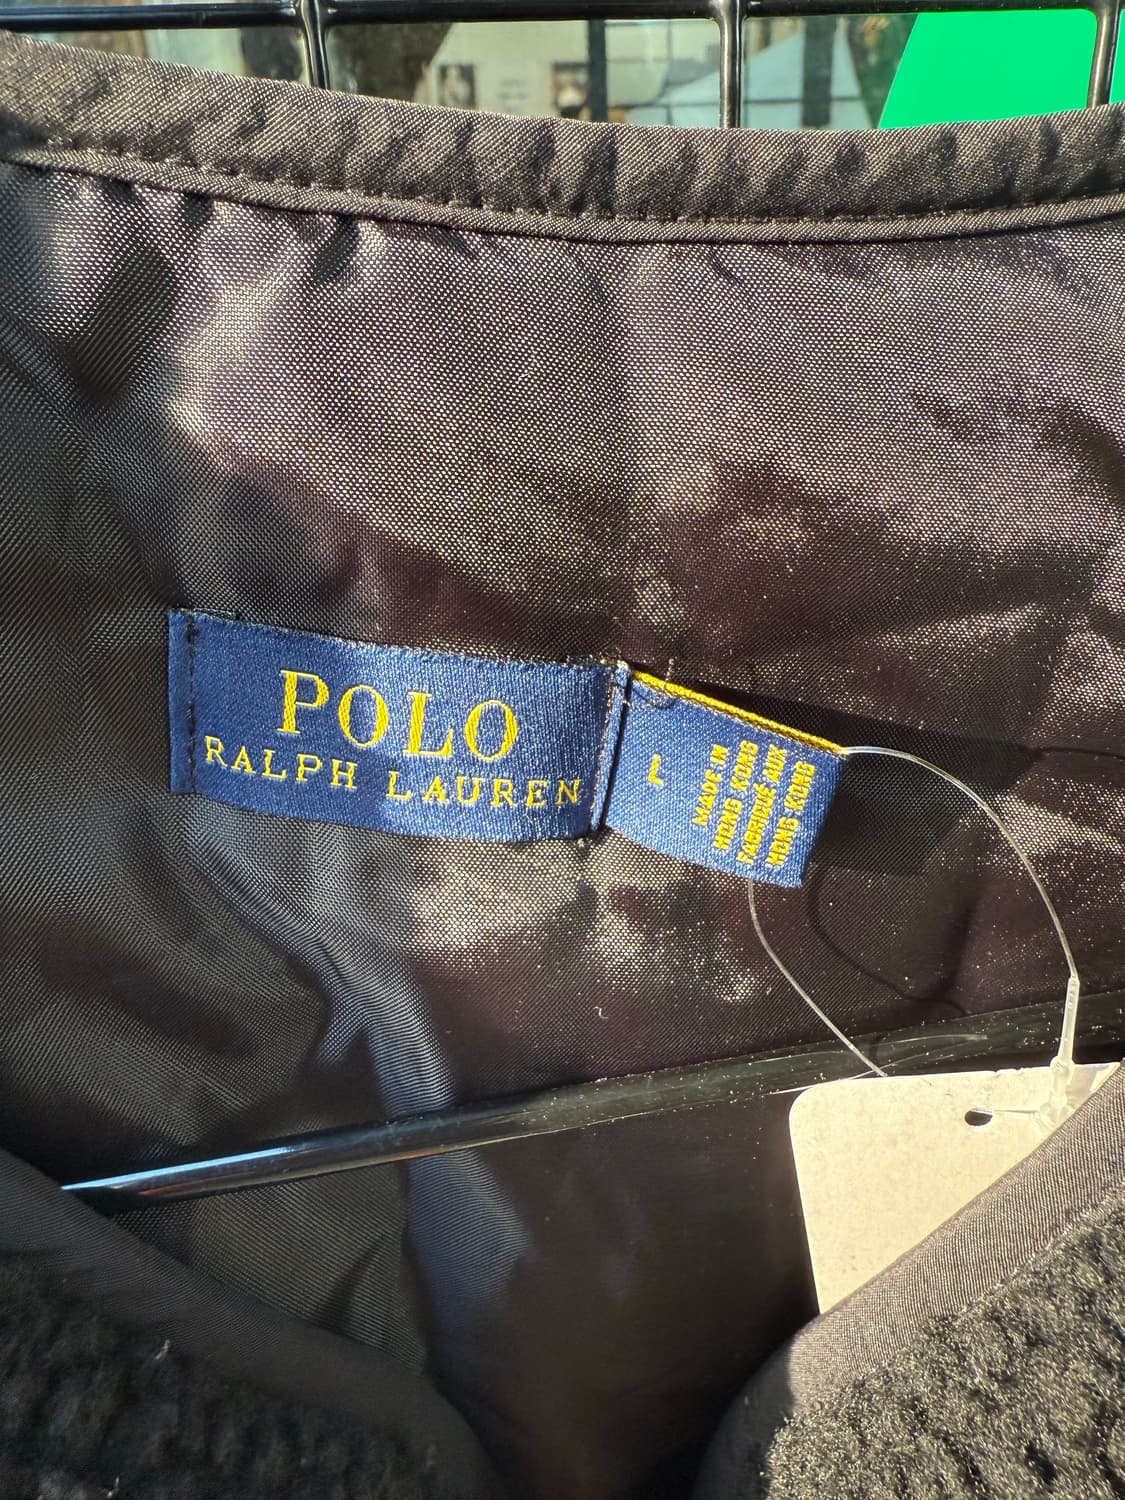 POLO
RALPH LAUREN
L
MADE IN
HONG KONG
FABRIQUÉ AUX
HONG KONG